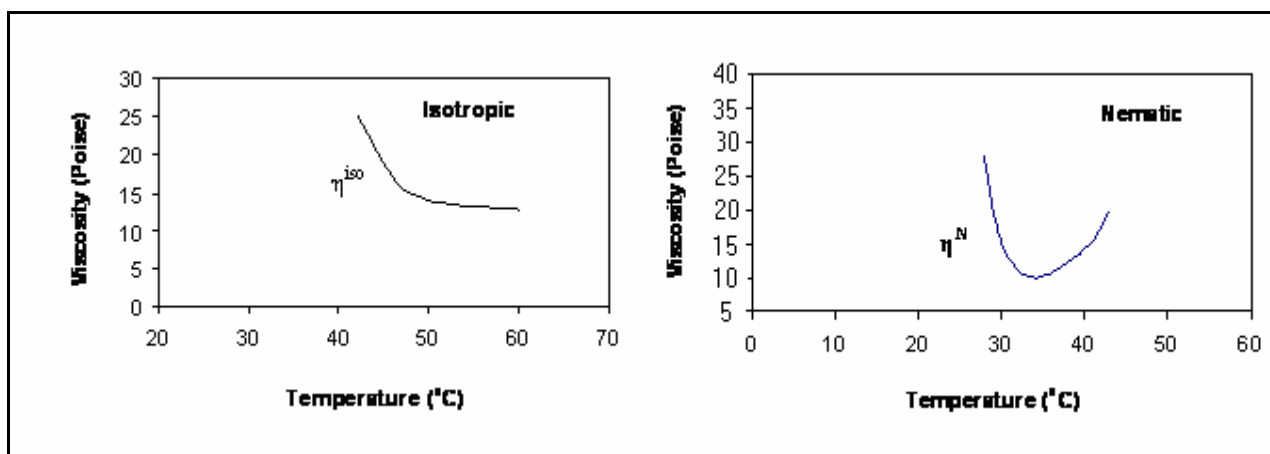 30
25
20
15
10
5
0
20 30 40 50 60 70
Viscosity (Poise)
Temperature (°C)
Isotropic
η^iso
40
35
30
25
20
15
10
5
0 10 20 30 40 50 60
Viscosity (Poise)
Temperature (°C)
Nematic
η^N